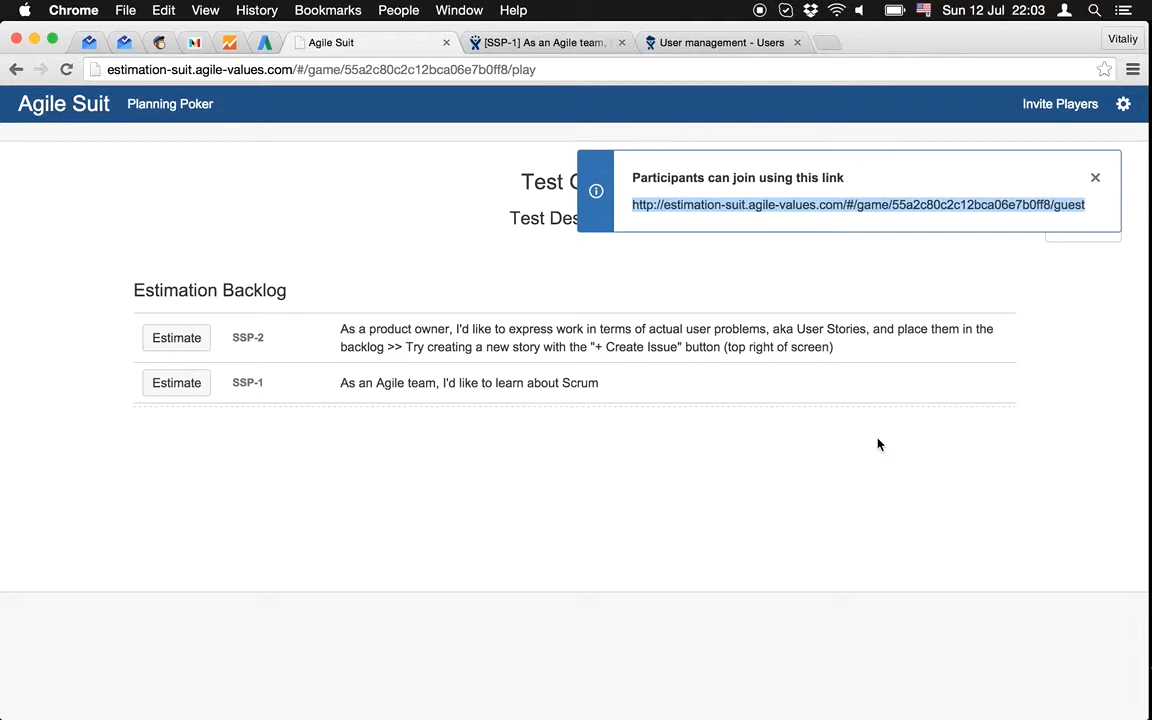 Chrome File Edit View History Bookmarks People Window Help Sun 12 Jul 22:03
Agile Suit [SSP-1] As an Agile team, User management - Users Vitaliy
estimation-suit.agile-values.com/#/game/55a2c80c2c12bca06e7b0ff8/play
Agile Suit Planning Poker Invite Players
Participants can join using this link
http://estimation-suit.agile-values.com/#/game/55a2c80c2c12bca06e7b0ff8/guest
Test
Test Des
Estimation Backlog
Estimate SSP-2 As a product owner, I'd like to express work in terms of actual user problems, aka User Stories, and place them in the
backlog >> Try creating a new story with the "+ Create Issue" button (top right of screen)
Estimate SSP-1 As an Agile team, I'd like to learn about Scrum